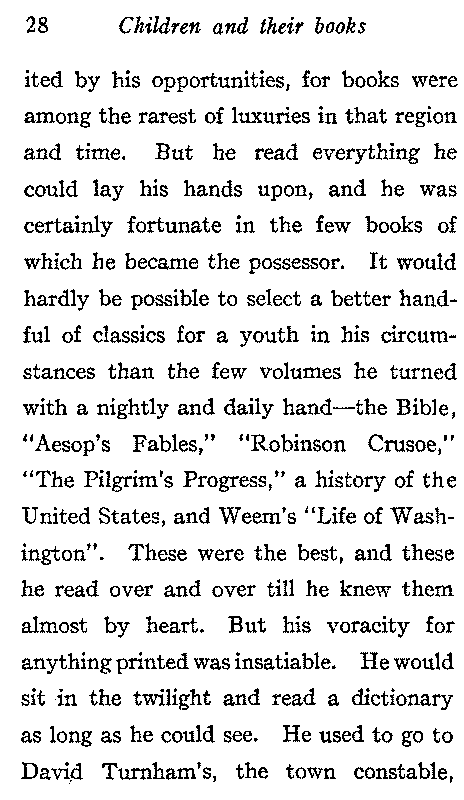 28 Children and their books
ited by his opportunities, for books were
among the rarest of luxuries in that region
and time. But he read everything he
could lay his hands upon, and he was
certainly fortunate in the few books of
which he became the possessor. It would
hardly be possible to select a better hand-
ful of classics for a youth in his circum-
stances than the few volumes he turned
with a nightly and daily hand—the Bible,
"Aesop's Fables," "Robinson Crusoe,"
"The Pilgrim's Progress," a history of the
United States, and Weem's "Life of Wash-
ington". These were the best, and these
he read over and over till he knew them
almost by heart. But his voracity for
anything printed was insatiable. He would
sit in the twilight and read a dictionary
as long as he could see. He used to go to
David Turnham's, the town constable,